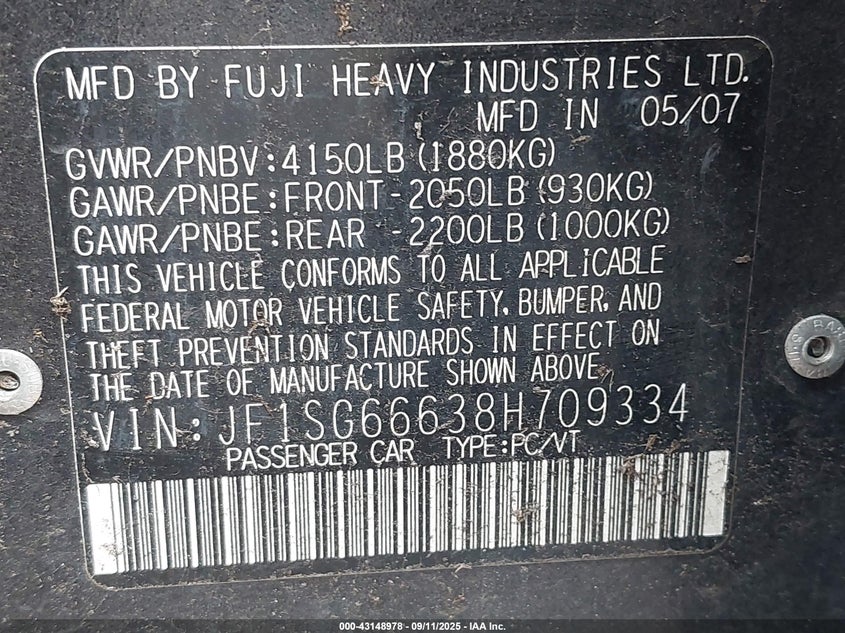 MFD BY FUJI HEAVY INDUSTRIES LTD.
MFD IN 05/07
GVWR/PNBV:4150LB (1880KG)
GAWR/PNBE:FRONT-2050LB (930KG)
GAWR/PNBE:REAR -2200LB (1000KG)
THIS VEHICLE CONFORMS TO ALL APPLICABLE
FEDERAL MOTOR VEHICLE SAFETY, BUMPER, AND
THEFT PREVENTION STANDARDS IN EFFECT ON
THE DATE OF MANUFACTURE SHOWN ABOVE.
VIN:JF1SG66638H709334
PASSENGER CAR TYPE:PC/VT
000-43148978 - 09/11/2025 - IAA Inc.